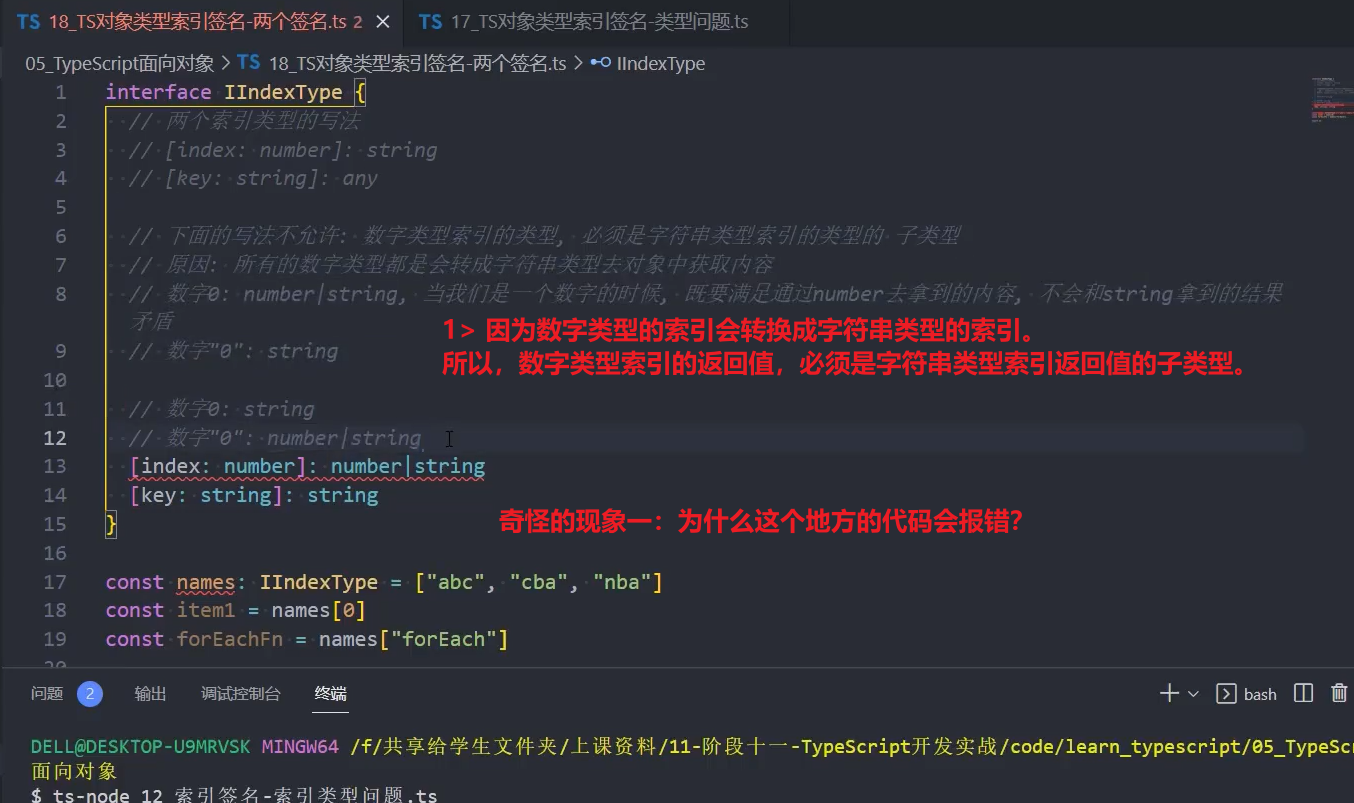 TS 18_TS对象类型索引签名-两个签名.ts 2 × TS 17_TS对象类型索引签名-类型问题.ts
05_TypeScript面向对象 > TS 18_TS对象类型索引签名-两个签名.ts > IIndexType
1 interface IIndexType {
2 // 两个索引类型的写法
3 // [index: number]: string
4 // [key: string]: any
5
6 // 下面的写法不允许: 数字类型索引的类型, 必须是字符串类型索引的类型的 子类型
7 // 原因: 所有的数字类型都是会转成字符串类型去对象中获取内容
8 // 数字0: number|string, 当我们是一个数字的时候, 既要满足通过number去拿到的内容, 不会和string拿到的结果
矛盾
1> 因为数字类型的索引会转换成字符串类型的索引。
9 // 数字"0": string
所以，数字类型索引的返回值，必须是字符串类型索引返回值的子类型。
10
11 // 数字0: string
12 // 数字"0": number|string
13 [index: number]: number|string
14 [key: string]: string
15 }
奇怪的现象一：为什么这个地方的代码会报错？
16
17 const names: IIndexType = ["abc", "cba", "nba"]
18 const item1 = names[0]
19 const forEachFn = names["forEach"]
20
问题 2 输出 调试控制台 终端 bash
DELL@DESKTOP-U9MRVSK MINGW64 /f/共享给学生文件夹/上课资料/11-阶段十一-TypeScript开发实战/code/learn_typescript/05_TypeScr
面向对象
$ ts-node 12_索引签名-索引类型问题.ts